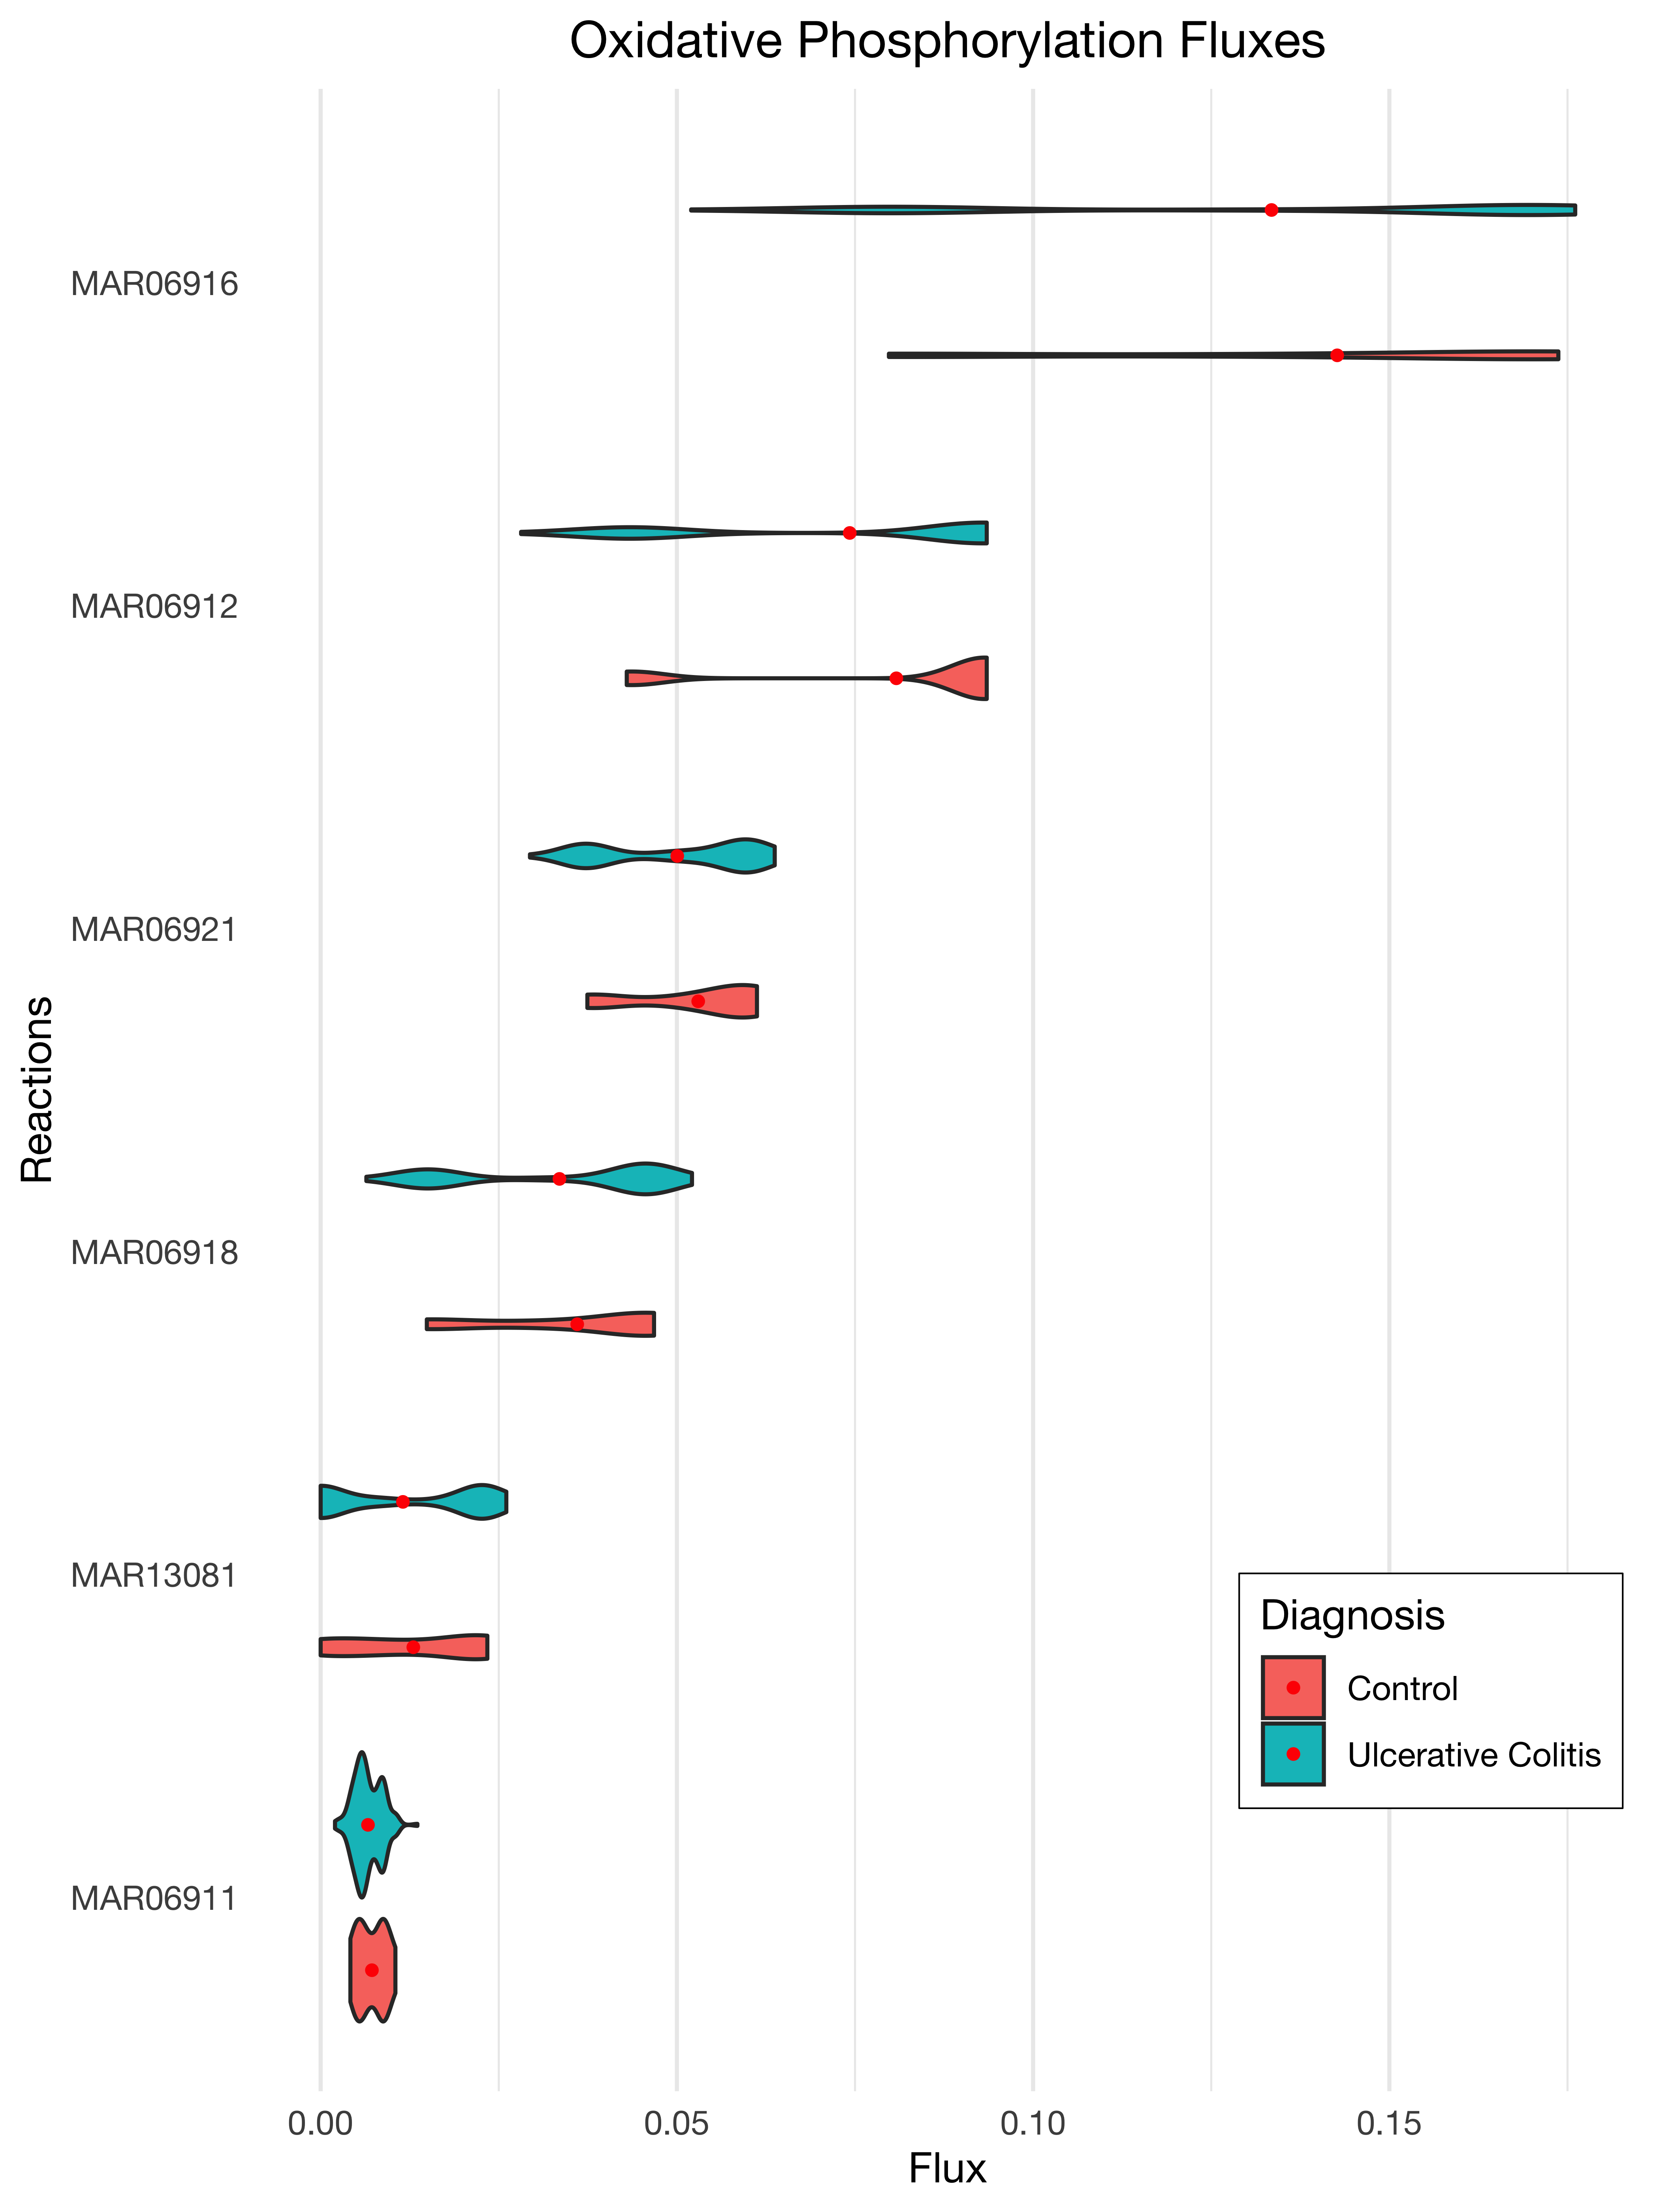 Oxidative Phosphorylation Fluxes
MAR06916
MAR06912
MAR06921
MAR06918
MAR13081
MAR06911
Reactions
Diagnosis
Control
Ulcerative Colitis
0.00 0.05 0.10 0.15
Flux